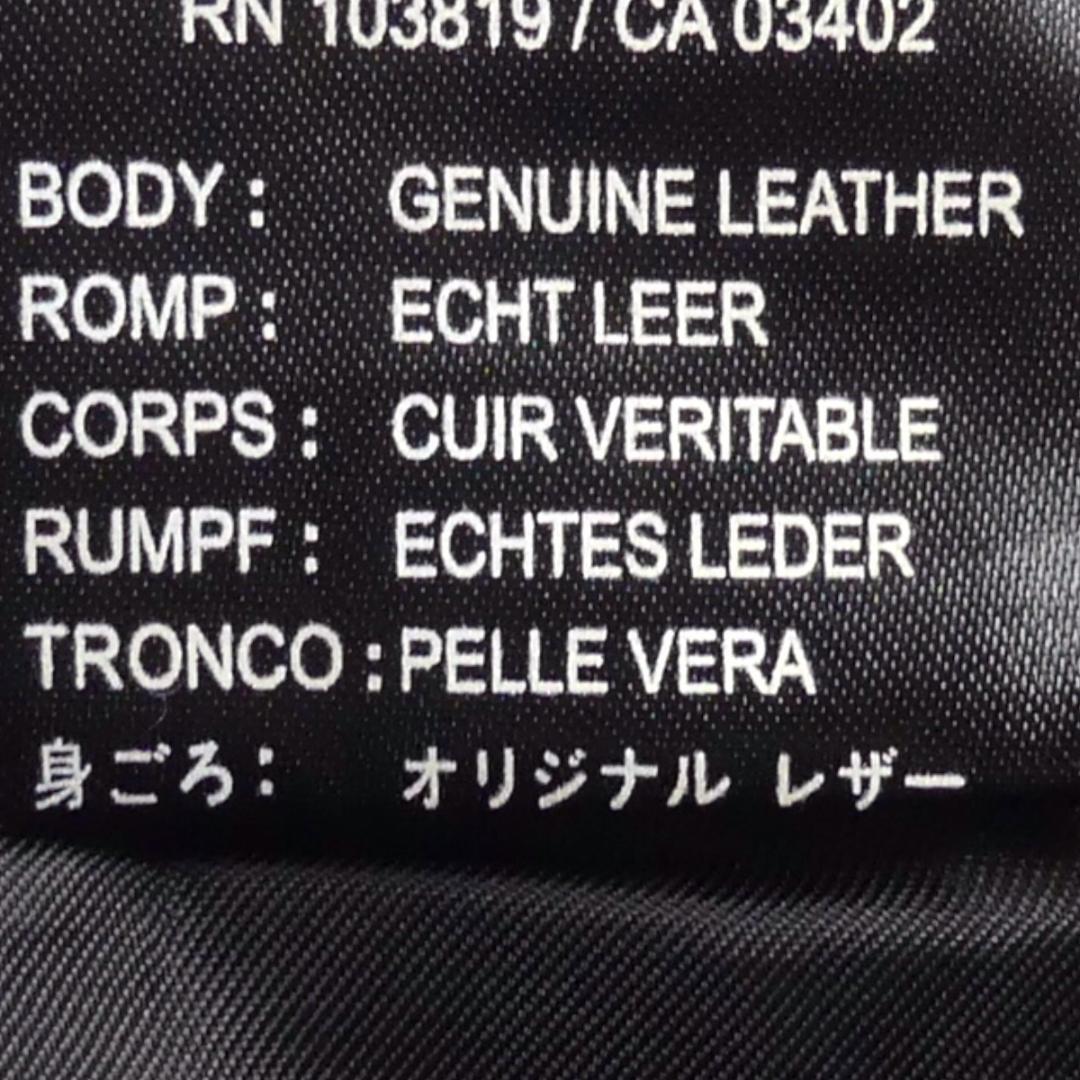 RN 103819 / CA 03402
BODY : GENUINE LEATHER
ROMP : ECHT LEER
CORPS : CUIR VERITABLE
RUMPF : ECHTES LEDER
TRONCO : PELLE VERA
身ごろ : オリジナル レザー